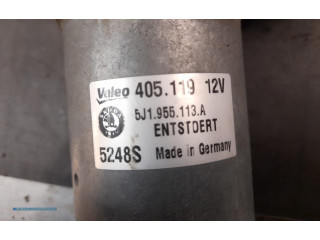 Valeo 405.119 12V
5J1.955.113.A
ENTSTOERT
5248S Made in Germany